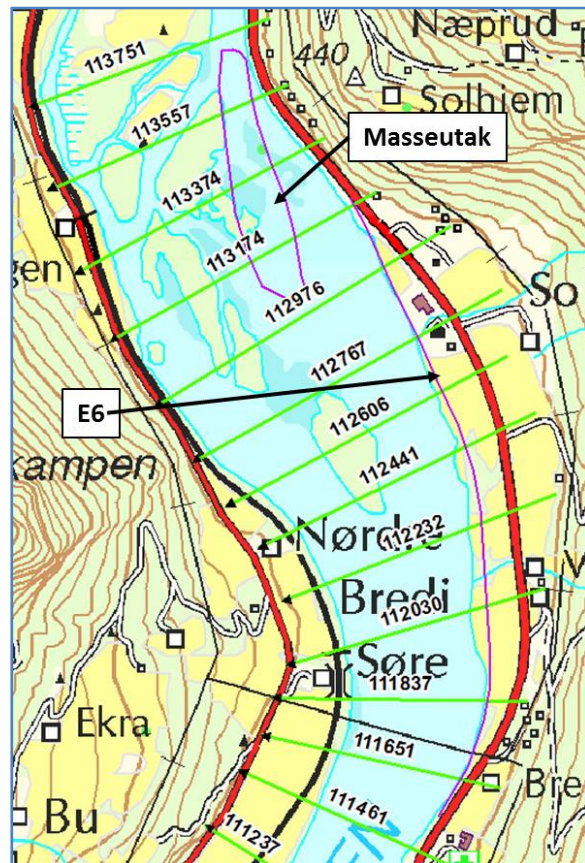 Næprud
440
Solhiem
113751
Masseutak
113557
113374
gen
113174
112976
So
112767
E6
112606
kampen
112441
Nørdre
112232
Bredi
112030
Søre
111837
Ekra
111651
Bre
111461
Bu
111237
EN